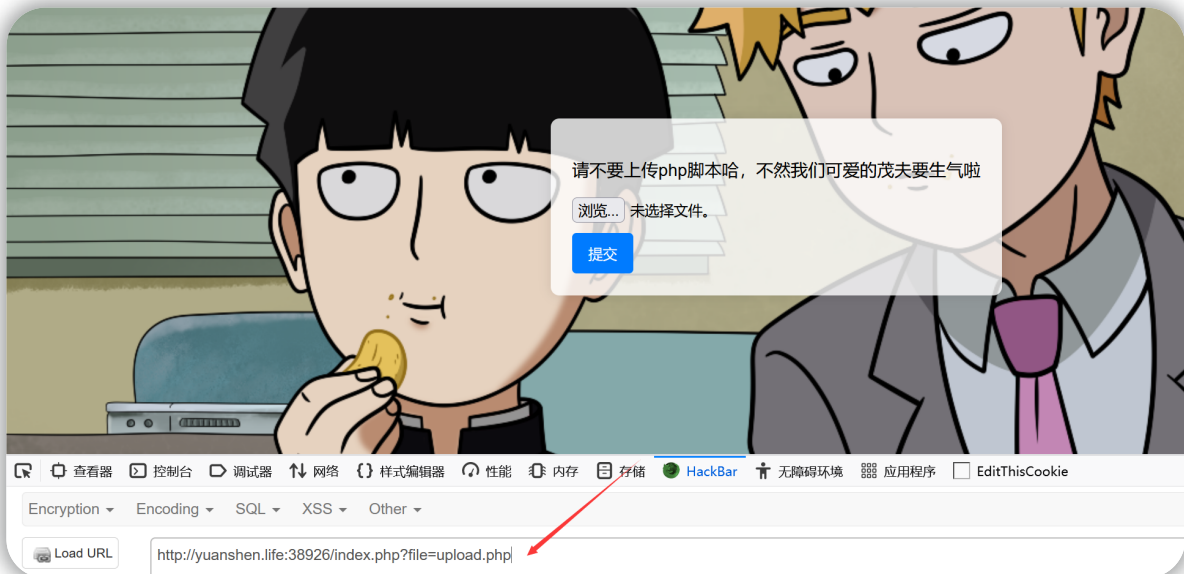 请不要上传php脚本哈，不然我们可爱的茂夫要生气啦
浏览... 未选择文件。
提交
查看器 控制台 调试器 网络 样式编辑器 性能 内存 存储 HackBar 无障碍环境 应用程序 EditThisCookie
Encryption Encoding SQL XSS Other
Load URL http://yuanshen.life:38926/index.php?file=upload.php